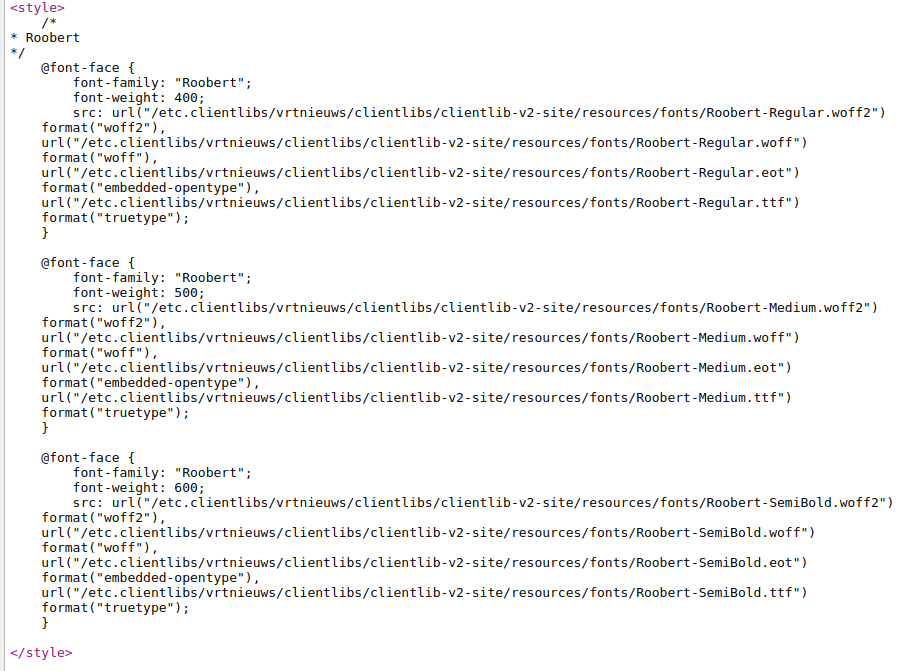 <style>
    /*
* Roobert
*/
    @font-face {
        font-family: "Roobert";
        font-weight: 400;
        src: url("/etc.clientlibs/vrtnieuws/clientlibs/clientlib-v2-site/resources/fonts/Roobert-Regular.woff2")
    format("woff2"),
    url("/etc.clientlibs/vrtnieuws/clientlibs/clientlib-v2-site/resources/fonts/Roobert-Regular.woff")
    format("woff"),
    url("/etc.clientlibs/vrtnieuws/clientlibs/clientlib-v2-site/resources/fonts/Roobert-Regular.eot")
    format("embedded-opentype"),
    url("/etc.clientlibs/vrtnieuws/clientlibs/clientlib-v2-site/resources/fonts/Roobert-Regular.ttf")
    format("truetype");
    }

    @font-face {
        font-family: "Roobert";
        font-weight: 500;
        src: url("/etc.clientlibs/vrtnieuws/clientlibs/clientlib-v2-site/resources/fonts/Roobert-Medium.woff2")
    format("woff2"),
    url("/etc.clientlibs/vrtnieuws/clientlibs/clientlib-v2-site/resources/fonts/Roobert-Medium.woff")
    format("woff"),
    url("/etc.clientlibs/vrtnieuws/clientlibs/clientlib-v2-site/resources/fonts/Roobert-Medium.eot")
    format("embedded-opentype"),
    url("/etc.clientlibs/vrtnieuws/clientlibs/clientlib-v2-site/resources/fonts/Roobert-Medium.ttf")
    format("truetype");
    }

    @font-face {
        font-family: "Roobert";
        font-weight: 600;
        src: url("/etc.clientlibs/vrtnieuws/clientlibs/clientlib-v2-site/resources/fonts/Roobert-SemiBold.woff2")
    format("woff2"),
    url("/etc.clientlibs/vrtnieuws/clientlibs/clientlib-v2-site/resources/fonts/Roobert-SemiBold.woff")
    format("woff"),
    url("/etc.clientlibs/vrtnieuws/clientlibs/clientlib-v2-site/resources/fonts/Roobert-SemiBold.eot")
    format("embedded-opentype"),
    url("/etc.clientlibs/vrtnieuws/clientlibs/clientlib-v2-site/resources/fonts/Roobert-SemiBold.ttf")
    format("truetype");
    }

</style>